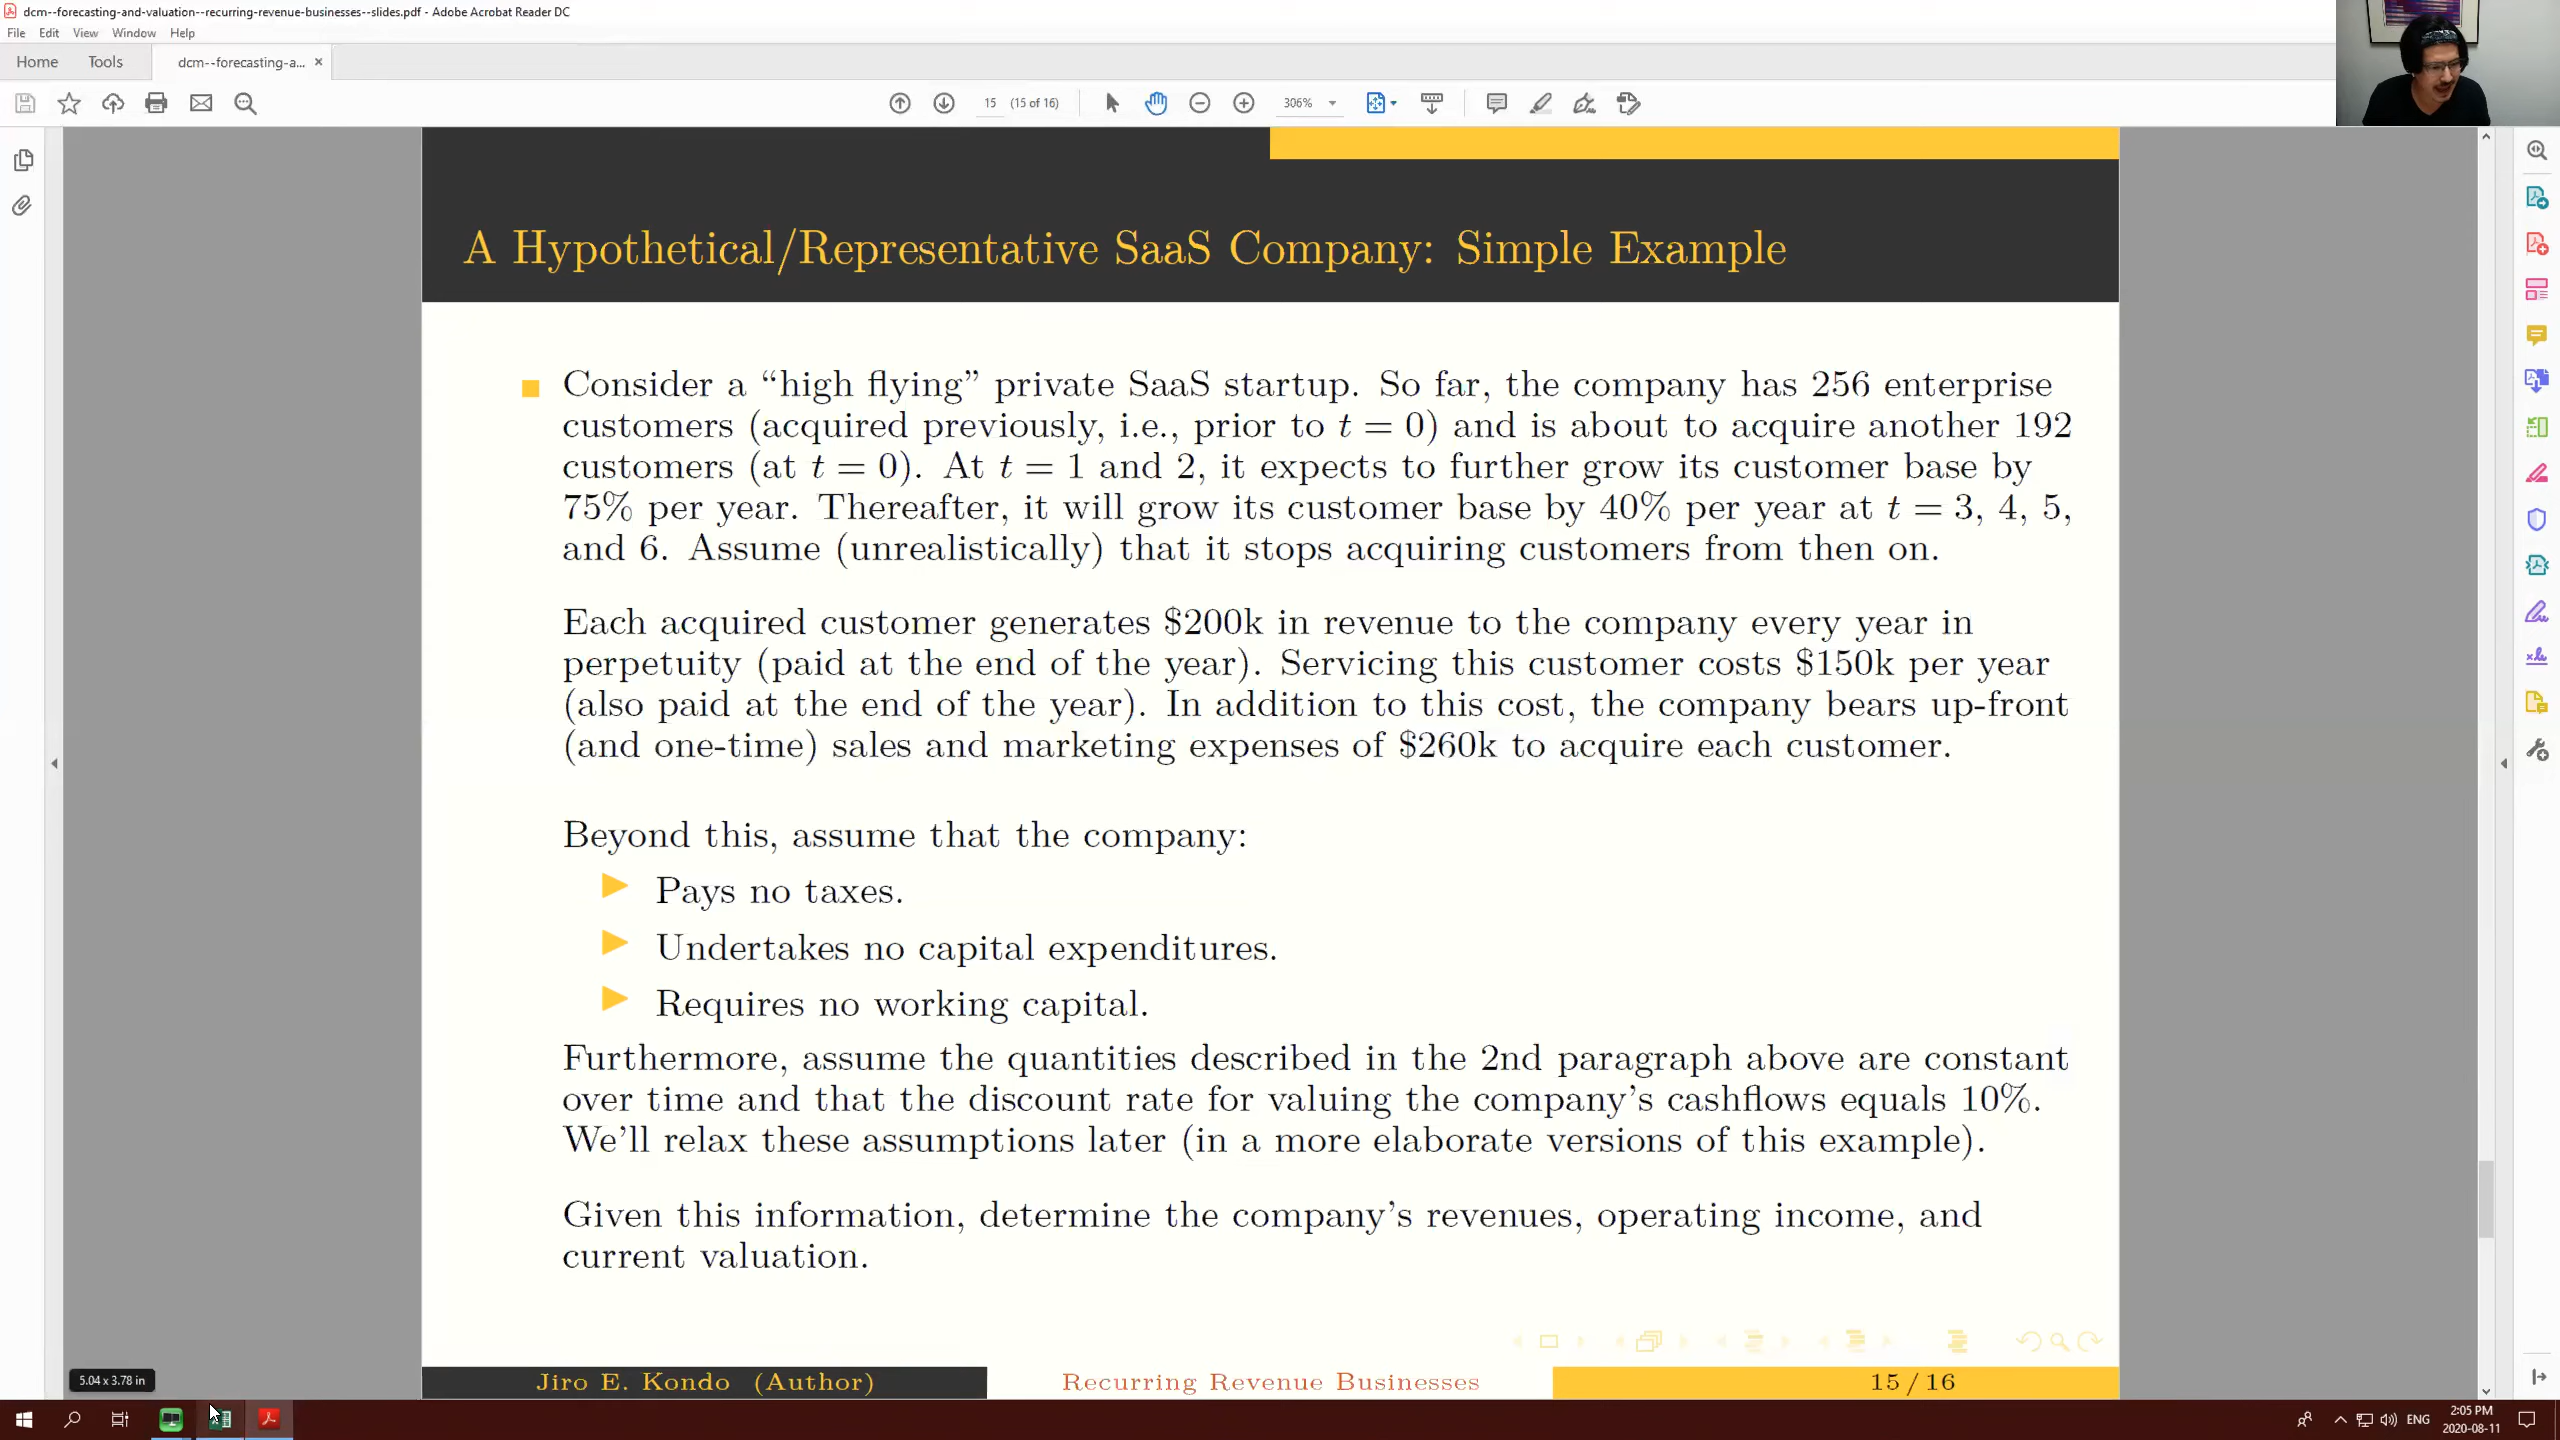 dcm--forecasting-and-valuation--recurring-revenue-businesses--slides.pdf - Adobe Acrobat Reader DC
File Edit View Window Help
Home Tools dcm--forecasting-a... ×
15 (15 of 16) 306%
A Hypothetical/Representative SaaS Company: Simple Example
Consider a “high flying” private SaaS startup. So far, the company has 256 enterprise
customers (acquired previously, i.e., prior to t = 0) and is about to acquire another 192
customers (at t = 0). At t = 1 and 2, it expects to further grow its customer base by
75% per year. Thereafter, it will grow its customer base by 40% per year at t = 3, 4, 5,
and 6. Assume (unrealistically) that it stops acquiring customers from then on.
Each acquired customer generates $200k in revenue to the company every year in
perpetuity (paid at the end of the year). Servicing this customer costs $150k per year
(also paid at the end of the year). In addition to this cost, the company bears up-front
(and one-time) sales and marketing expenses of $260k to acquire each customer.
Beyond this, assume that the company:
Pays no taxes.
Undertakes no capital expenditures.
Requires no working capital.
Furthermore, assume the quantities described in the 2nd paragraph above are constant
over time and that the discount rate for valuing the company’s cashflows equals 10%.
We’ll relax these assumptions later (in a more elaborate versions of this example).
Given this information, determine the company’s revenues, operating income, and
current valuation.
Jiro E. Kondo (Author) Recurring Revenue Businesses 15 / 16
5.04 x 3.78 in
ENG
2:05 PM
2020-08-11